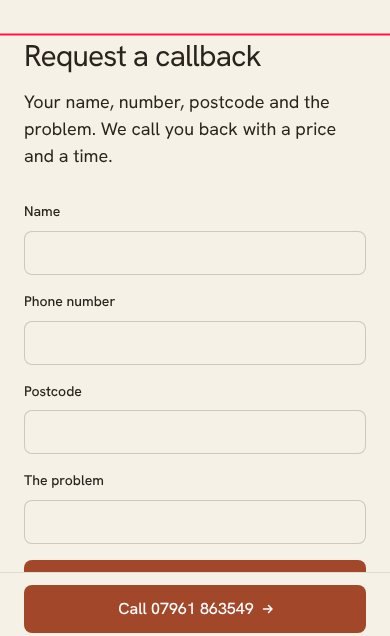 Request a callback
Your name, number, postcode and the
problem. We call you back with a price
and a time.
Name
Phone number
Postcode
The problem
Call 07961 863549 →